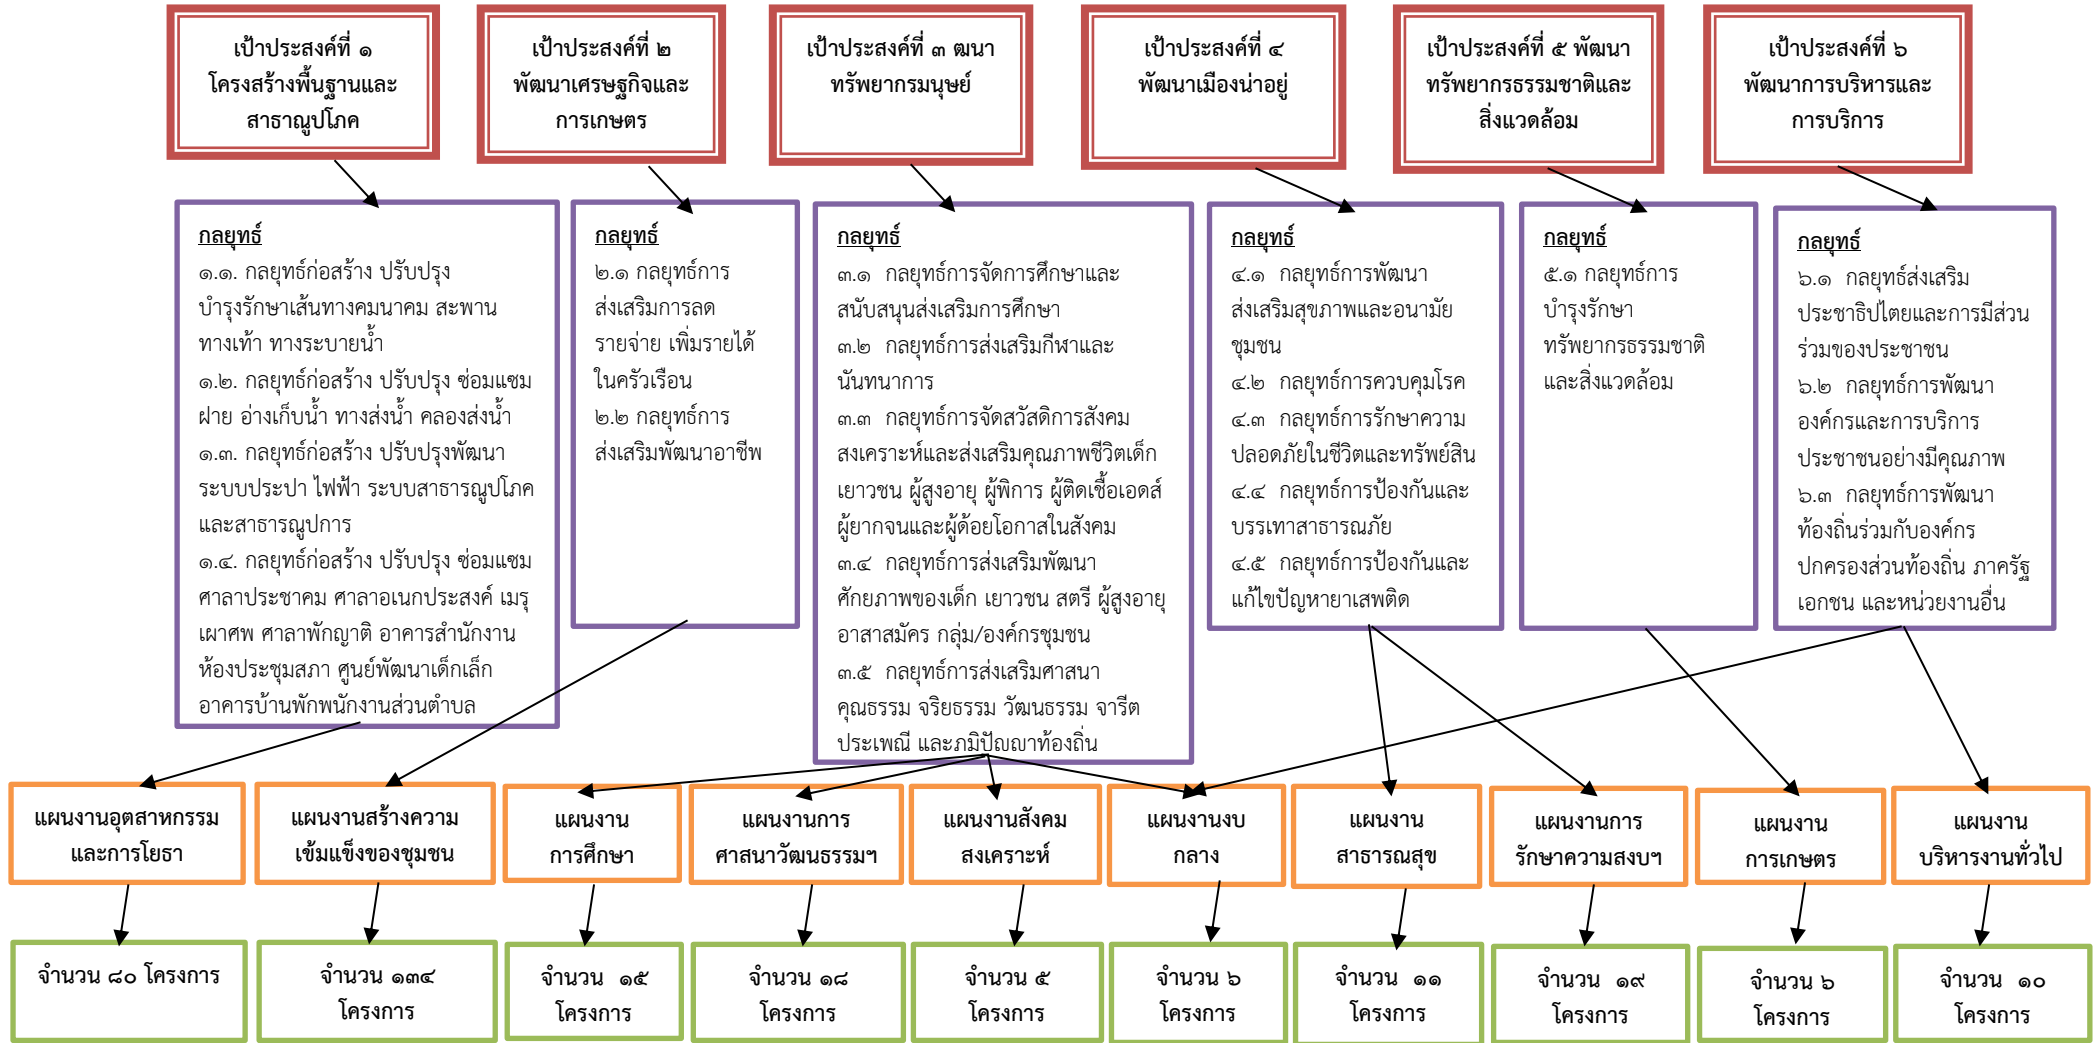 เป้าประสงค์ที่ ๑
โครงสร้างพื้นฐานและ
สาธาณูปโภค
เป้าประสงค์ที่ ๒
พัฒนาเศรษฐกิจและ
การเกษตร
เป้าประสงค์ที่ ๓ ฒนา
ทรัพยากรมนุษย์
เป้าประสงค์ที่ ๔
พัฒนาเมืองน่าอยู่
เป้าประสงค์ที่ ๕ พัฒนา
ทรัพยากรธรรมชาติและ
สิ่งแวดล้อม
เป้าประสงค์ที่ ๖
พัฒนาการบริหารและ
การบริการ
กลยุทธ์
๑.๑. กลยุทธ์ก่อสร้าง ปรับปรุง
บำรุงรักษาเส้นทางคมนาคม สะพาน
ทางเท้า ทางระบายน้ำ
๑.๒. กลยุทธ์ก่อสร้าง ปรับปรุง ซ่อมแซม
ฝาย อ่างเก็บน้ำ ทางส่งน้ำ คลองส่งน้ำ
๑.๓. กลยุทธ์ก่อสร้าง ปรับปรุงพัฒนา
ระบบประปา ไฟฟ้า ระบบสาธารณูปโภค
และสาธารณูปการ
๑.๔. กลยุทธ์ก่อสร้าง ปรับปรุง ซ่อมแซม
ศาลาประชาคม ศาลาอเนกประสงค์ เมรุ
เผาศพ ศาลาพักญาติ อาคารสำนักงาน
ห้องประชุมสภา ศูนย์พัฒนาเด็กเล็ก
อาคารบ้านพักพนักงานส่วนตำบล
กลยุทธ์
๒.๑ กลยุทธ์การ
ส่งเสริมการลด
รายจ่าย เพิ่มรายได้
ในครัวเรือน
๒.๒ กลยุทธ์การ
ส่งเสริมพัฒนาอาชีพ
กลยุทธ์
๓.๑ กลยุทธ์การจัดการศึกษาและ
สนับสนุนส่งเสริมการศึกษา
๓.๒ กลยุทธ์การส่งเสริมกีฬาและ
นันทนาการ
๓.๓ กลยุทธ์การจัดสวัสดิการสังคม
สงเคราะห์และส่งเสริมคุณภาพชีวิตเด็ก
เยาวชน ผู้สูงอายุ ผู้พิการ ผู้ติดเชื้อเอดส์
ผู้ยากจนและผู้ด้อยโอกาสในสังคม
๓.๔ กลยุทธ์การส่งเสริมพัฒนา
ศักยภาพของเด็ก เยาวชน สตรี ผู้สูงอายุ
อาสาสมัคร กลุ่ม/องค์กรชุมชน
๓.๕ กลยุทธ์การส่งเสริมศาสนา
คุณธรรม จริยธรรม วัฒนธรรม จารีต
ประเพณี และภูมิปัญญาท้องถิ่น
กลยุทธ์
๔.๑ กลยุทธ์การพัฒนา
ส่งเสริมสุขภาพและอนามัย
ชุมชน
๔.๒ กลยุทธ์การควบคุมโรค
๔.๓ กลยุทธ์การรักษาความ
ปลอดภัยในชีวิตและทรัพย์สิน
๔.๔ กลยุทธ์การป้องกันและ
บรรเทาสาธารณภัย
๔.๕ กลยุทธ์การป้องกันและ
แก้ไขปัญหายาเสพติด
กลยุทธ์
๕.๑ กลยุทธ์การ
บำรุงรักษา
ทรัพยากรธรรมชาติ
และสิ่งแวดล้อม
กลยุทธ์
๖.๑ กลยุทธ์ส่งเสริม
ประชาธิปไตยและการมีส่วน
ร่วมของประชาชน
๖.๒ กลยุทธ์การพัฒนา
องค์กรและการบริการ
ประชาชนอย่างมีคุณภาพ
๖.๓ กลยุทธ์การพัฒนา
ท้องถิ่นร่วมกับองค์กร
ปกครองส่วนท้องถิ่น ภาครัฐ
เอกชน และหน่วยงานอื่น
แผนงานอุตสาหกรรม
และการโยธา
แผนงานสร้างความ
เข้มแข็งของชุมชน
แผนงาน
การศึกษา
แผนงานการ
ศาสนาวัฒนธรรมฯ
แผนงานสังคม
สงเคราะห์
แผนงานงบ
กลาง
แผนงาน
สาธารณสุข
แผนงานการ
รักษาความสงบฯ
แผนงาน
การเกษตร
แผนงาน
บริหารงานทั่วไป
จำนวน ๘๐ โครงการ
จำนวน ๑๓๔
โครงการ
จำนวน ๑๕
โครงการ
จำนวน ๑๘
โครงการ
จำนวน ๕
โครงการ
จำนวน ๖
โครงการ
จำนวน ๑๑
โครงการ
จำนวน ๑๙
โครงการ
จำนวน ๖
โครงการ
จำนวน ๑๐
โครงการ